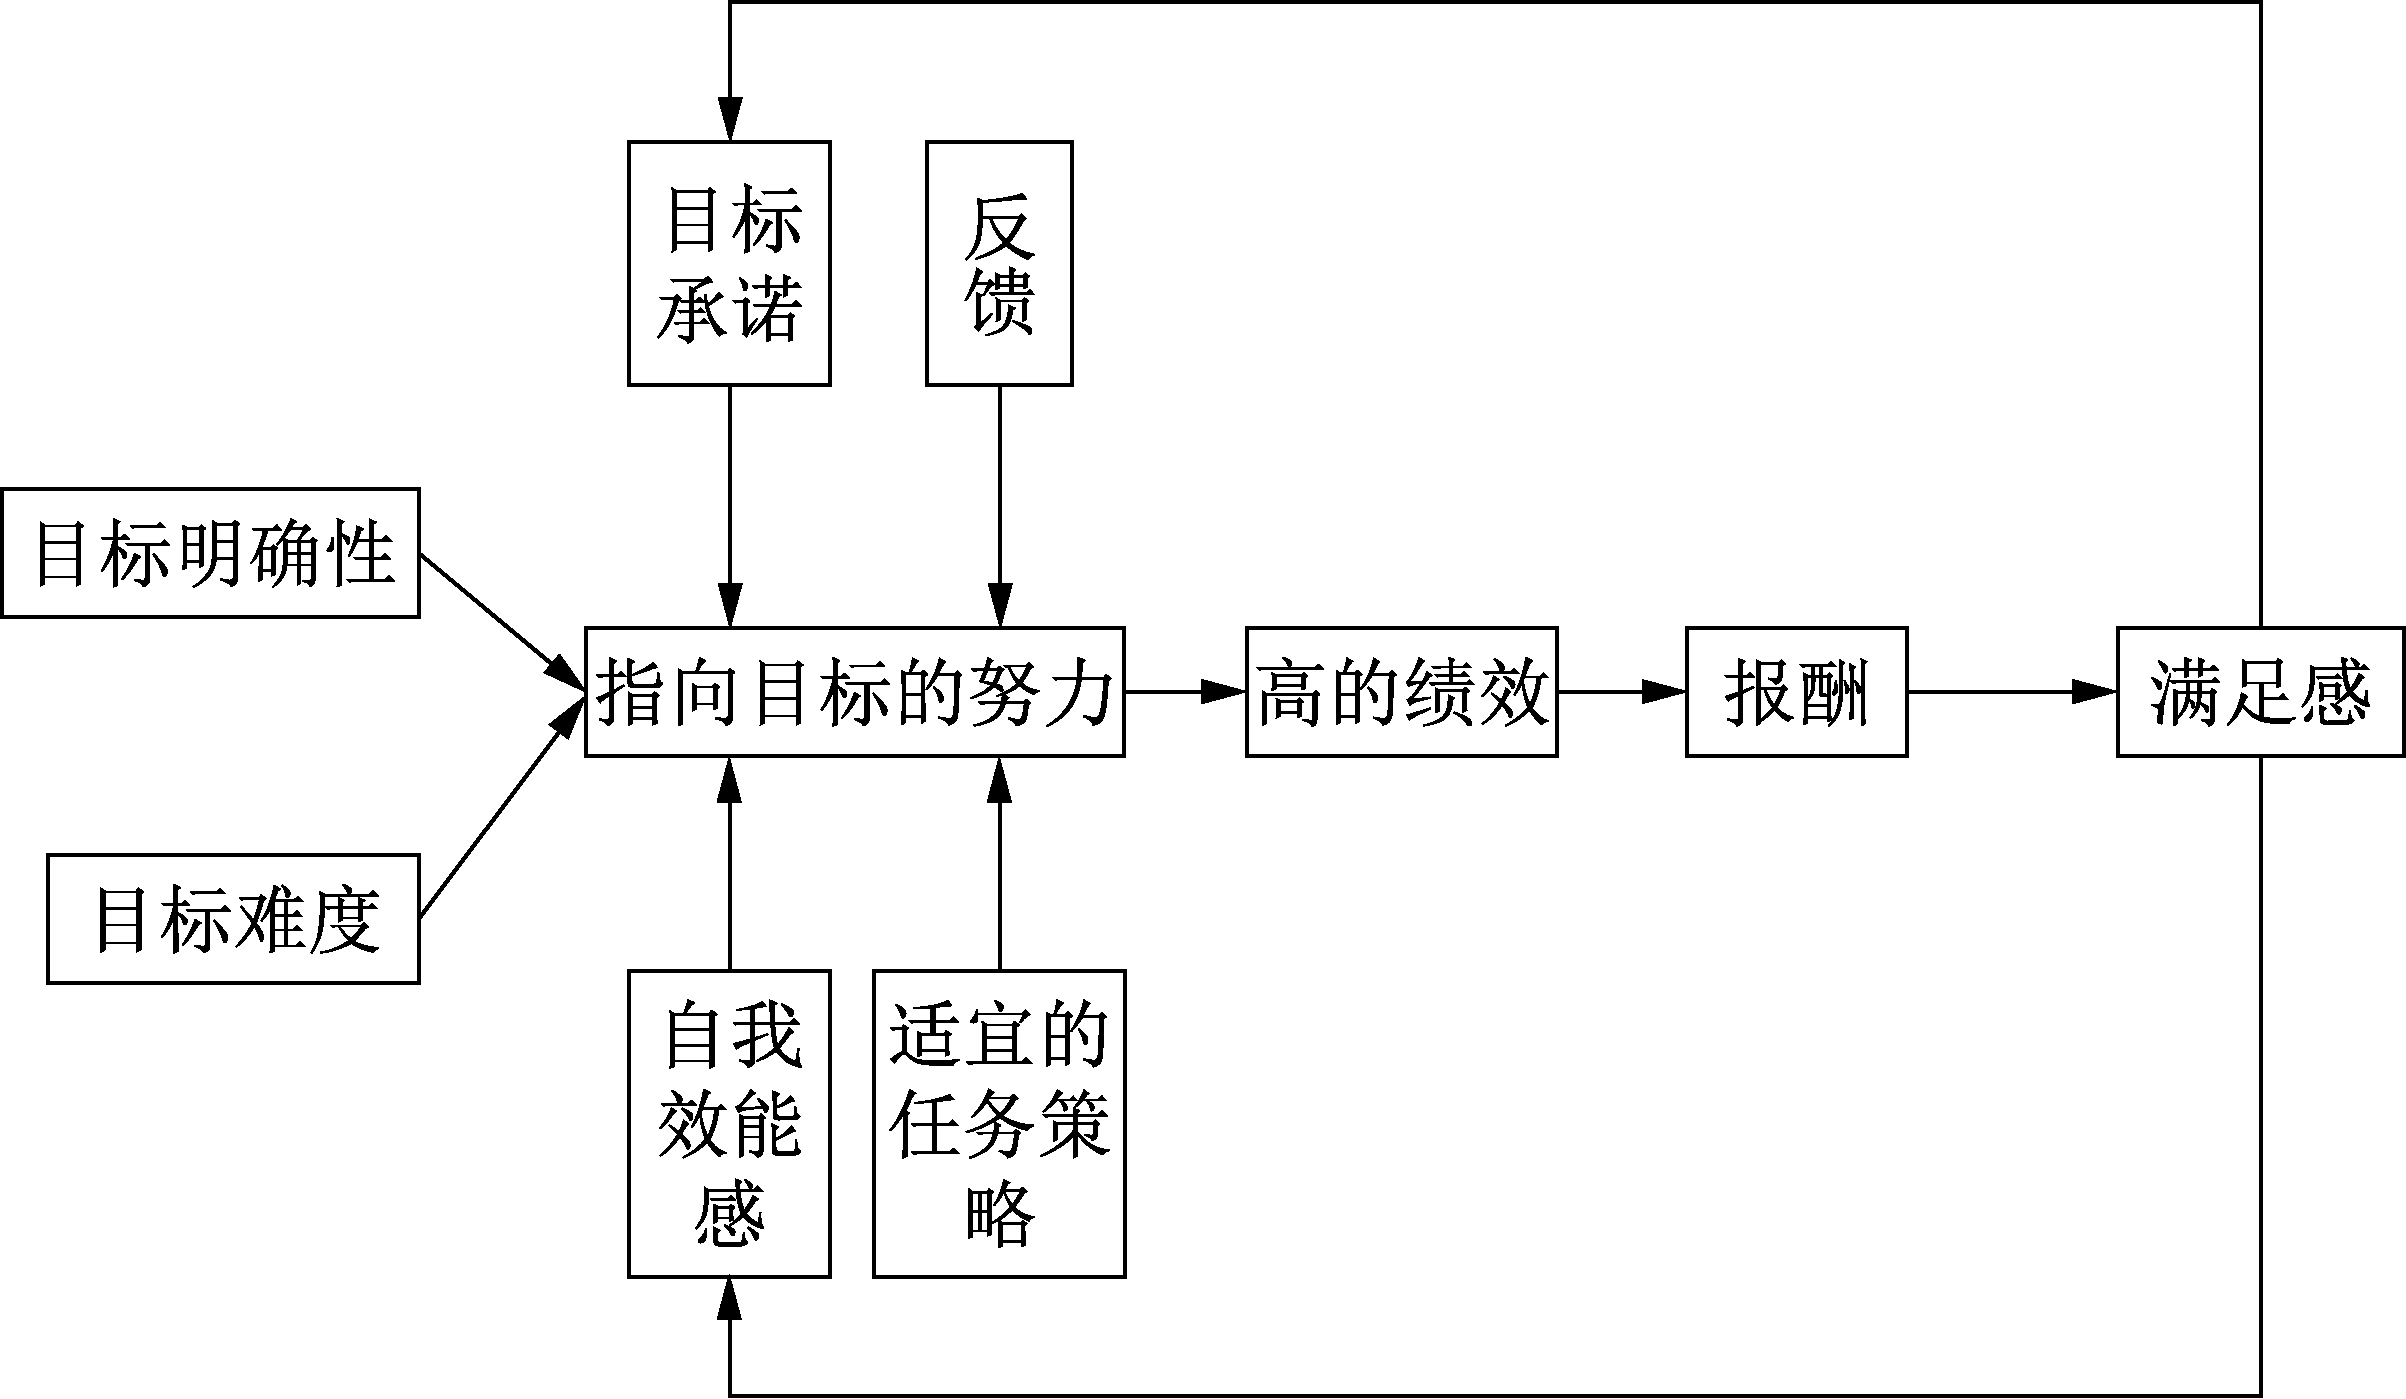 目标
承诺
反
馈
目标明确性
指向目标的努力
高的绩效
报酬
满足感
目标难度
自我
效能
感
适宜的
任务策
略